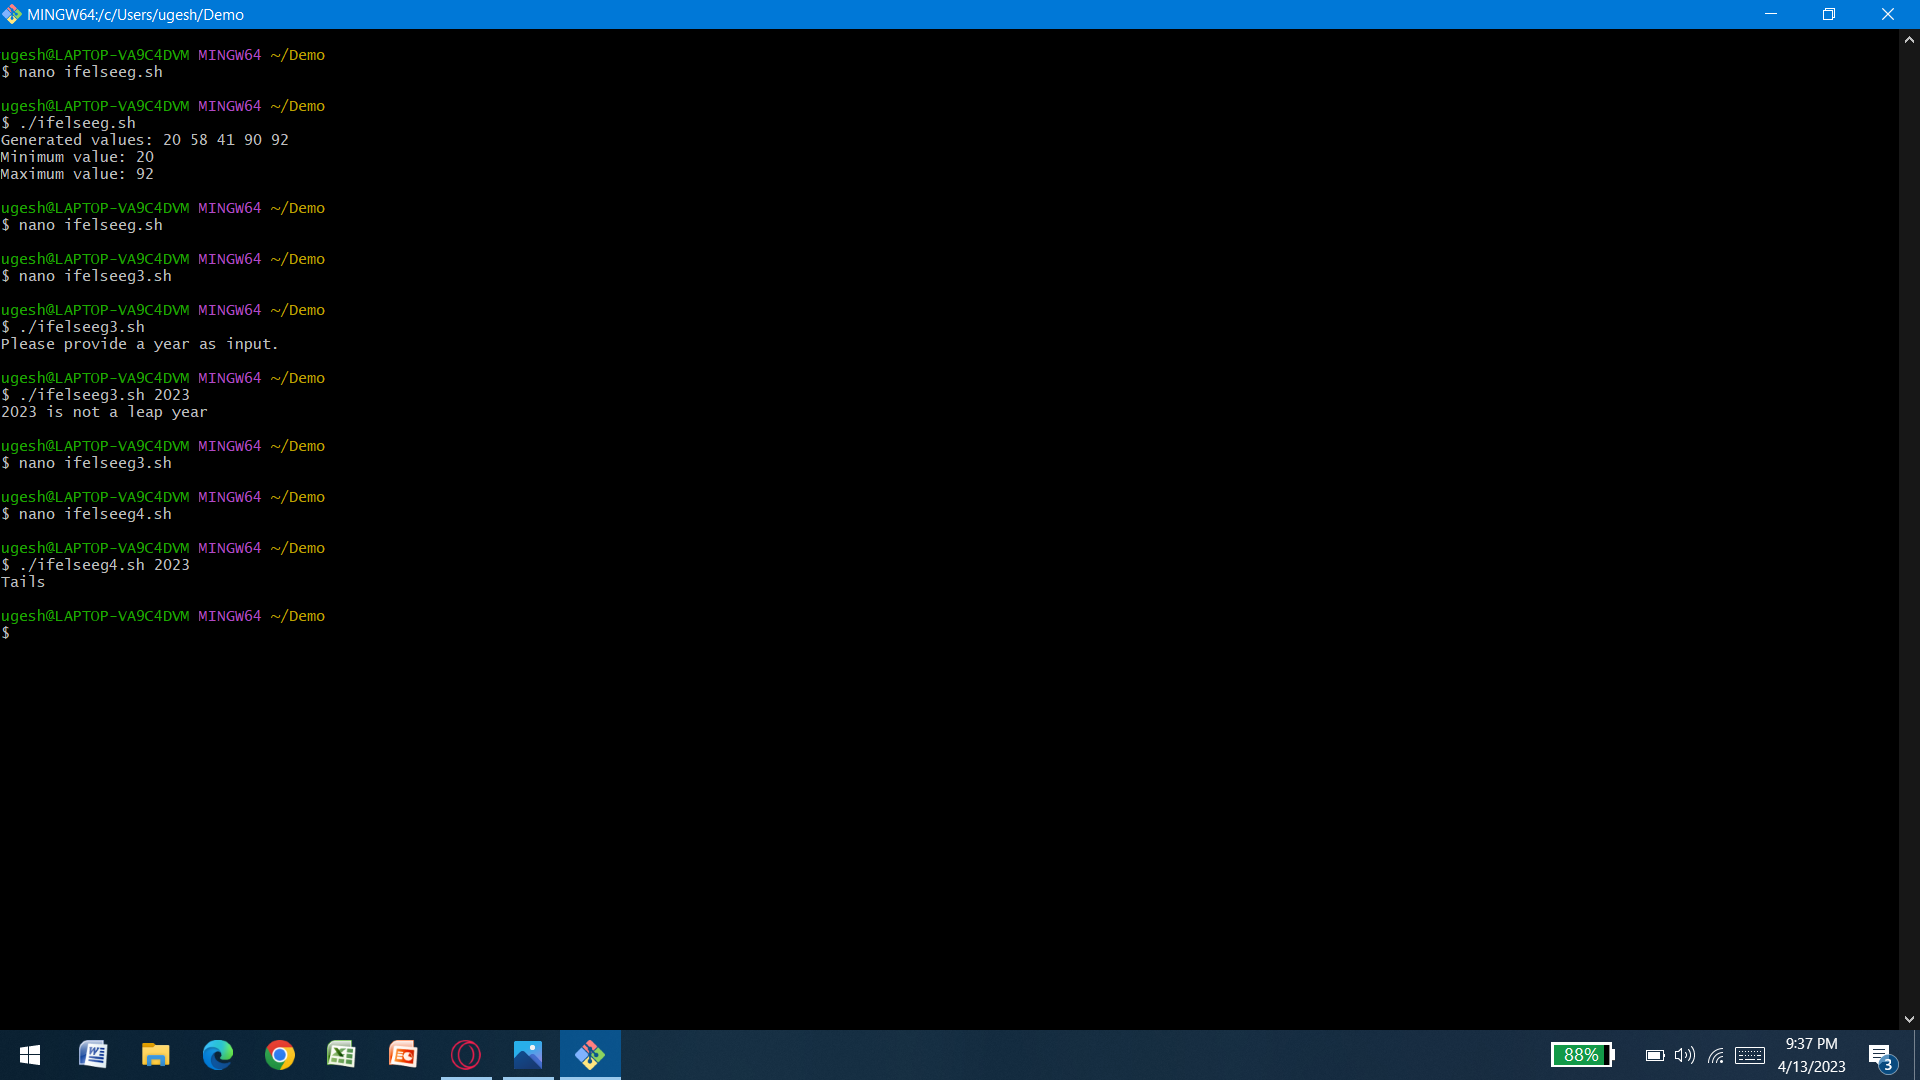 MINGW64:/c/Users/ugesh/Demo
ugesh@LAPTOP-VA9C4DVM MINGW64 ~/Demo
$ nano ifelseeg.sh
ugesh@LAPTOP-VA9C4DVM MINGW64 ~/Demo
$ ./ifelseeg.sh
Generated values: 20 58 41 90 92
Minimum value: 20
Maximum value: 92
ugesh@LAPTOP-VA9C4DVM MINGW64 ~/Demo
$ nano ifelseeg.sh
ugesh@LAPTOP-VA9C4DVM MINGW64 ~/Demo
$ nano ifelseeg3.sh
ugesh@LAPTOP-VA9C4DVM MINGW64 ~/Demo
$ ./ifelseeg3.sh
Please provide a year as input.
ugesh@LAPTOP-VA9C4DVM MINGW64 ~/Demo
$ ./ifelseeg3.sh 2023
2023 is not a leap year
ugesh@LAPTOP-VA9C4DVM MINGW64 ~/Demo
$ nano ifelseeg3.sh
ugesh@LAPTOP-VA9C4DVM MINGW64 ~/Demo
$ nano ifelseeg4.sh
ugesh@LAPTOP-VA9C4DVM MINGW64 ~/Demo
$ ./ifelseeg4.sh 2023
Tails
ugesh@LAPTOP-VA9C4DVM MINGW64 ~/Demo
$
88%
9:37 PM
4/13/2023
3